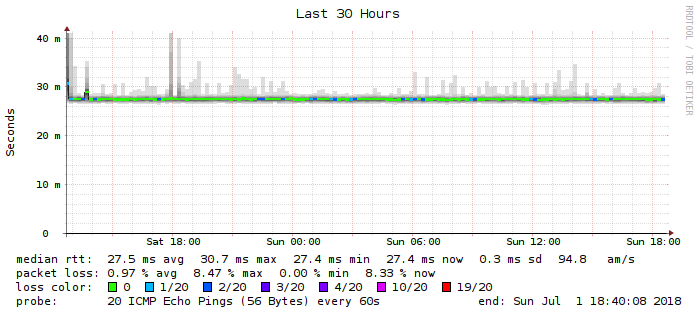 Last 30 Hours
RRDTOOL / TOBI OETIKER
Seconds
40 m
30 m
20 m
10 m
0
Sat 18:00 Sun 00:00 Sun 06:00 Sun 12:00 Sun 18:00
median rtt: 27.5 ms avg 30.7 ms max 27.4 ms min 27.4 ms now 0.3 ms sd 94.8 am/s
packet loss: 0.97 % avg 8.47 % max 0.00 % min 8.33 % now
loss color: 0 1/20 2/20 3/20 4/20 10/20 19/20
probe: 20 ICMP Echo Pings (56 Bytes) every 60s end: Sun Jul 1 18:40:08 2018